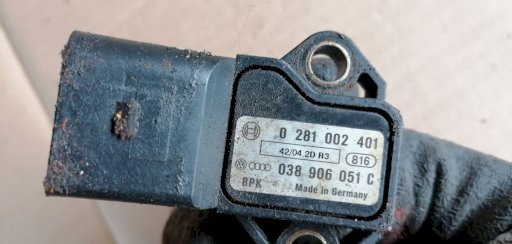 0 281 002 401
42/04.2D R3 816
038 906 051 C
BPK Made in Germany